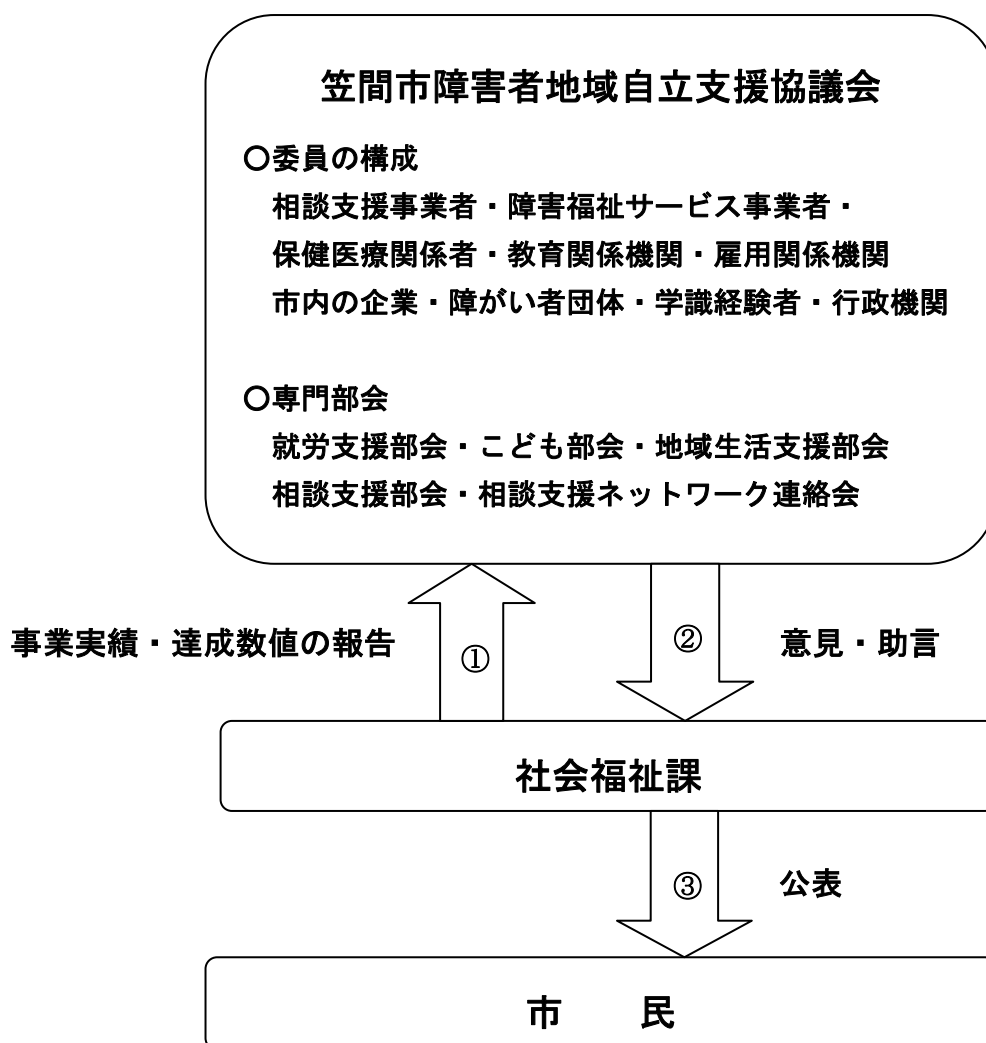 笠間市障害者地域自立支援協議会
○委員の構成
相談支援事業者・障害福祉サービス事業者・
保健医療関係者・教育関係機関・雇用関係機関
市内の企業・障がい者団体・学識経験者・行政機関
○専門部会
就労支援部会・こども部会・地域生活支援部会
相談支援部会・相談支援ネットワーク連絡会
事業実績・達成数値の報告
①
②
意見・助言
社会福祉課
③
公表
市　民